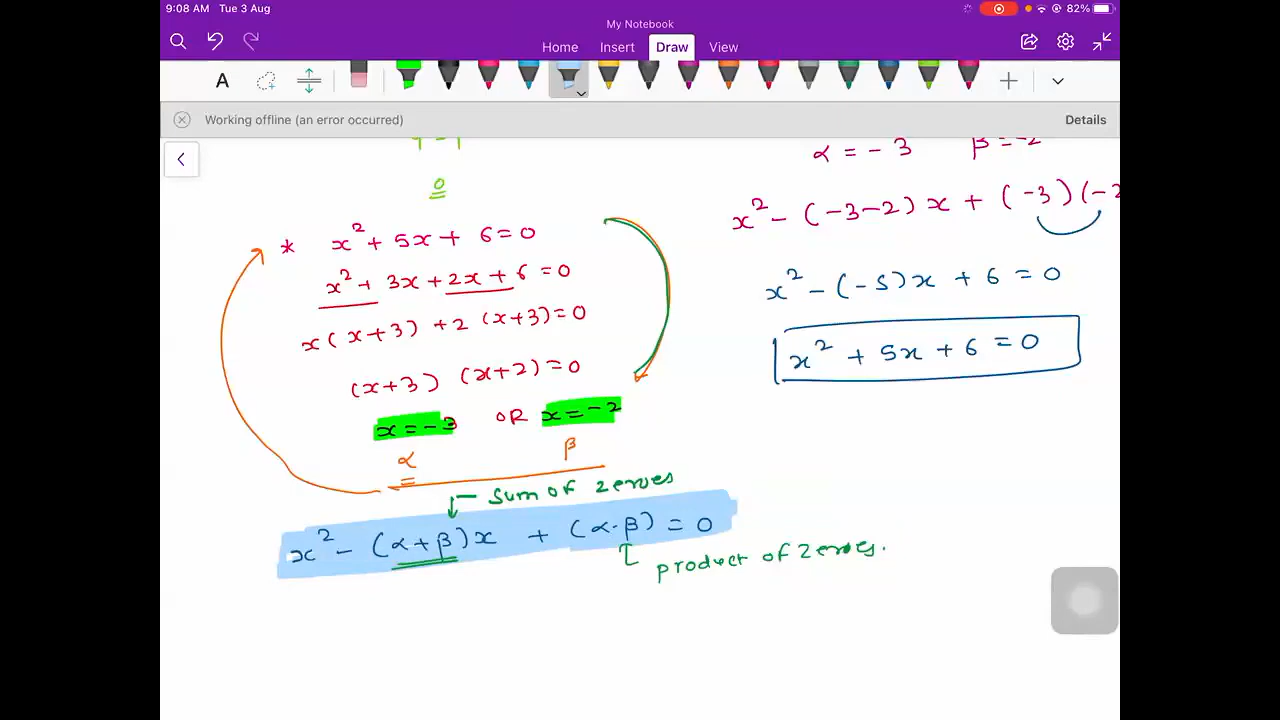 9:08 AM Tue 3 Aug
82%
My Notebook
Home Insert Draw View
A
Working offline (an error occurred)
Details
0
* x² + 5x + 6 = 0
x² + 3x + 2x + 6 = 0
x(x+3) + 2(x+3) = 0
(x+3) (x+2) = 0
x = -3 OR x = -2
α β
Sum of zeroes
x² - (α+β)x + (α·β) = 0
product of zeroes.
α = -3 β = -2
x² - (-3-2)x + (-3)(-2
x² - (-5)x + 6 = 0
x² + 5x + 6 = 0